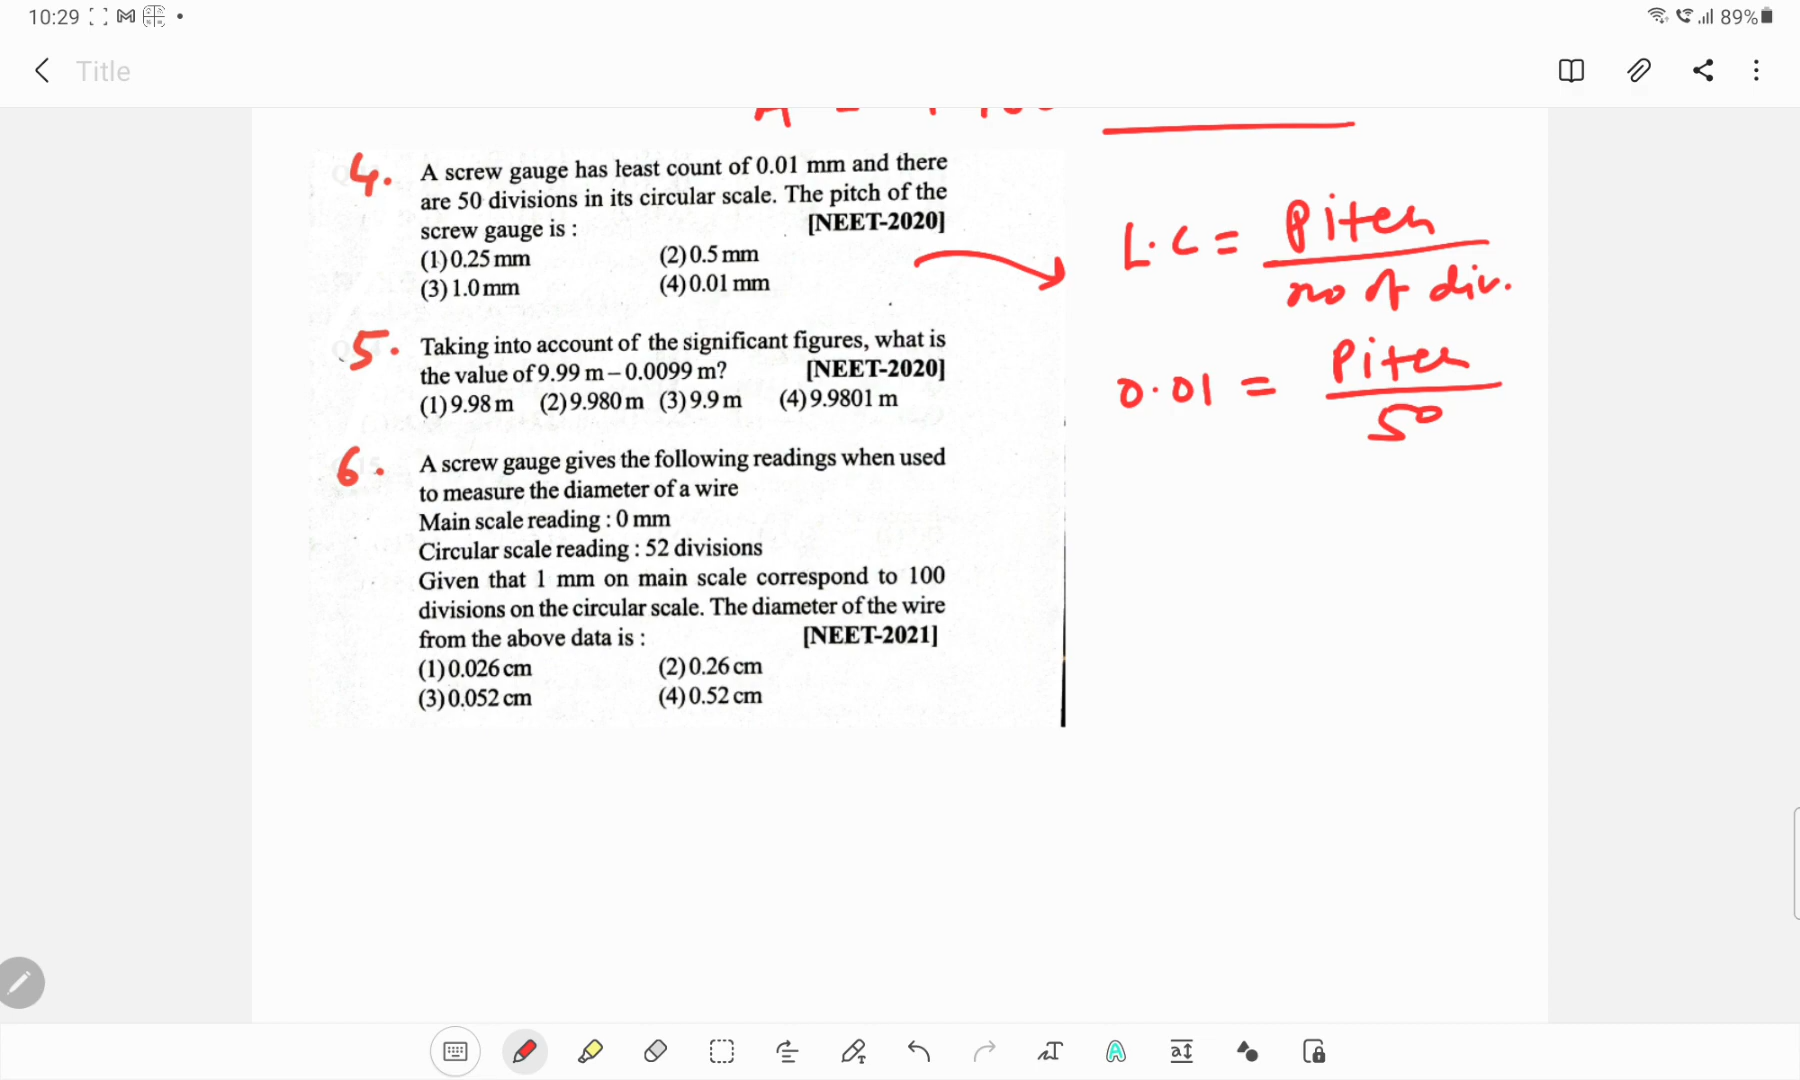 10:29
89%
Title
4. A screw gauge has least count of 0.01 mm and there
are 50 divisions in its circular scale. The pitch of the
screw gauge is : [NEET-2020]
(1) 0.25 mm (2) 0.5 mm
(3) 1.0 mm (4) 0.01 mm
5. Taking into account of the significant figures, what is
the value of 9.99 m – 0.0099 m? [NEET-2020]
(1) 9.98 m (2) 9.980 m (3) 9.9 m (4) 9.9801 m
6. A screw gauge gives the following readings when used
to measure the diameter of a wire
Main scale reading : 0 mm
Circular scale reading : 52 divisions
Given that 1 mm on main scale correspond to 100
divisions on the circular scale. The diameter of the wire
from the above data is : [NEET-2021]
(1) 0.026 cm (2) 0.26 cm
(3) 0.052 cm (4) 0.52 cm
L.C = Pitch
no of div.
0.01 = Pitch
50